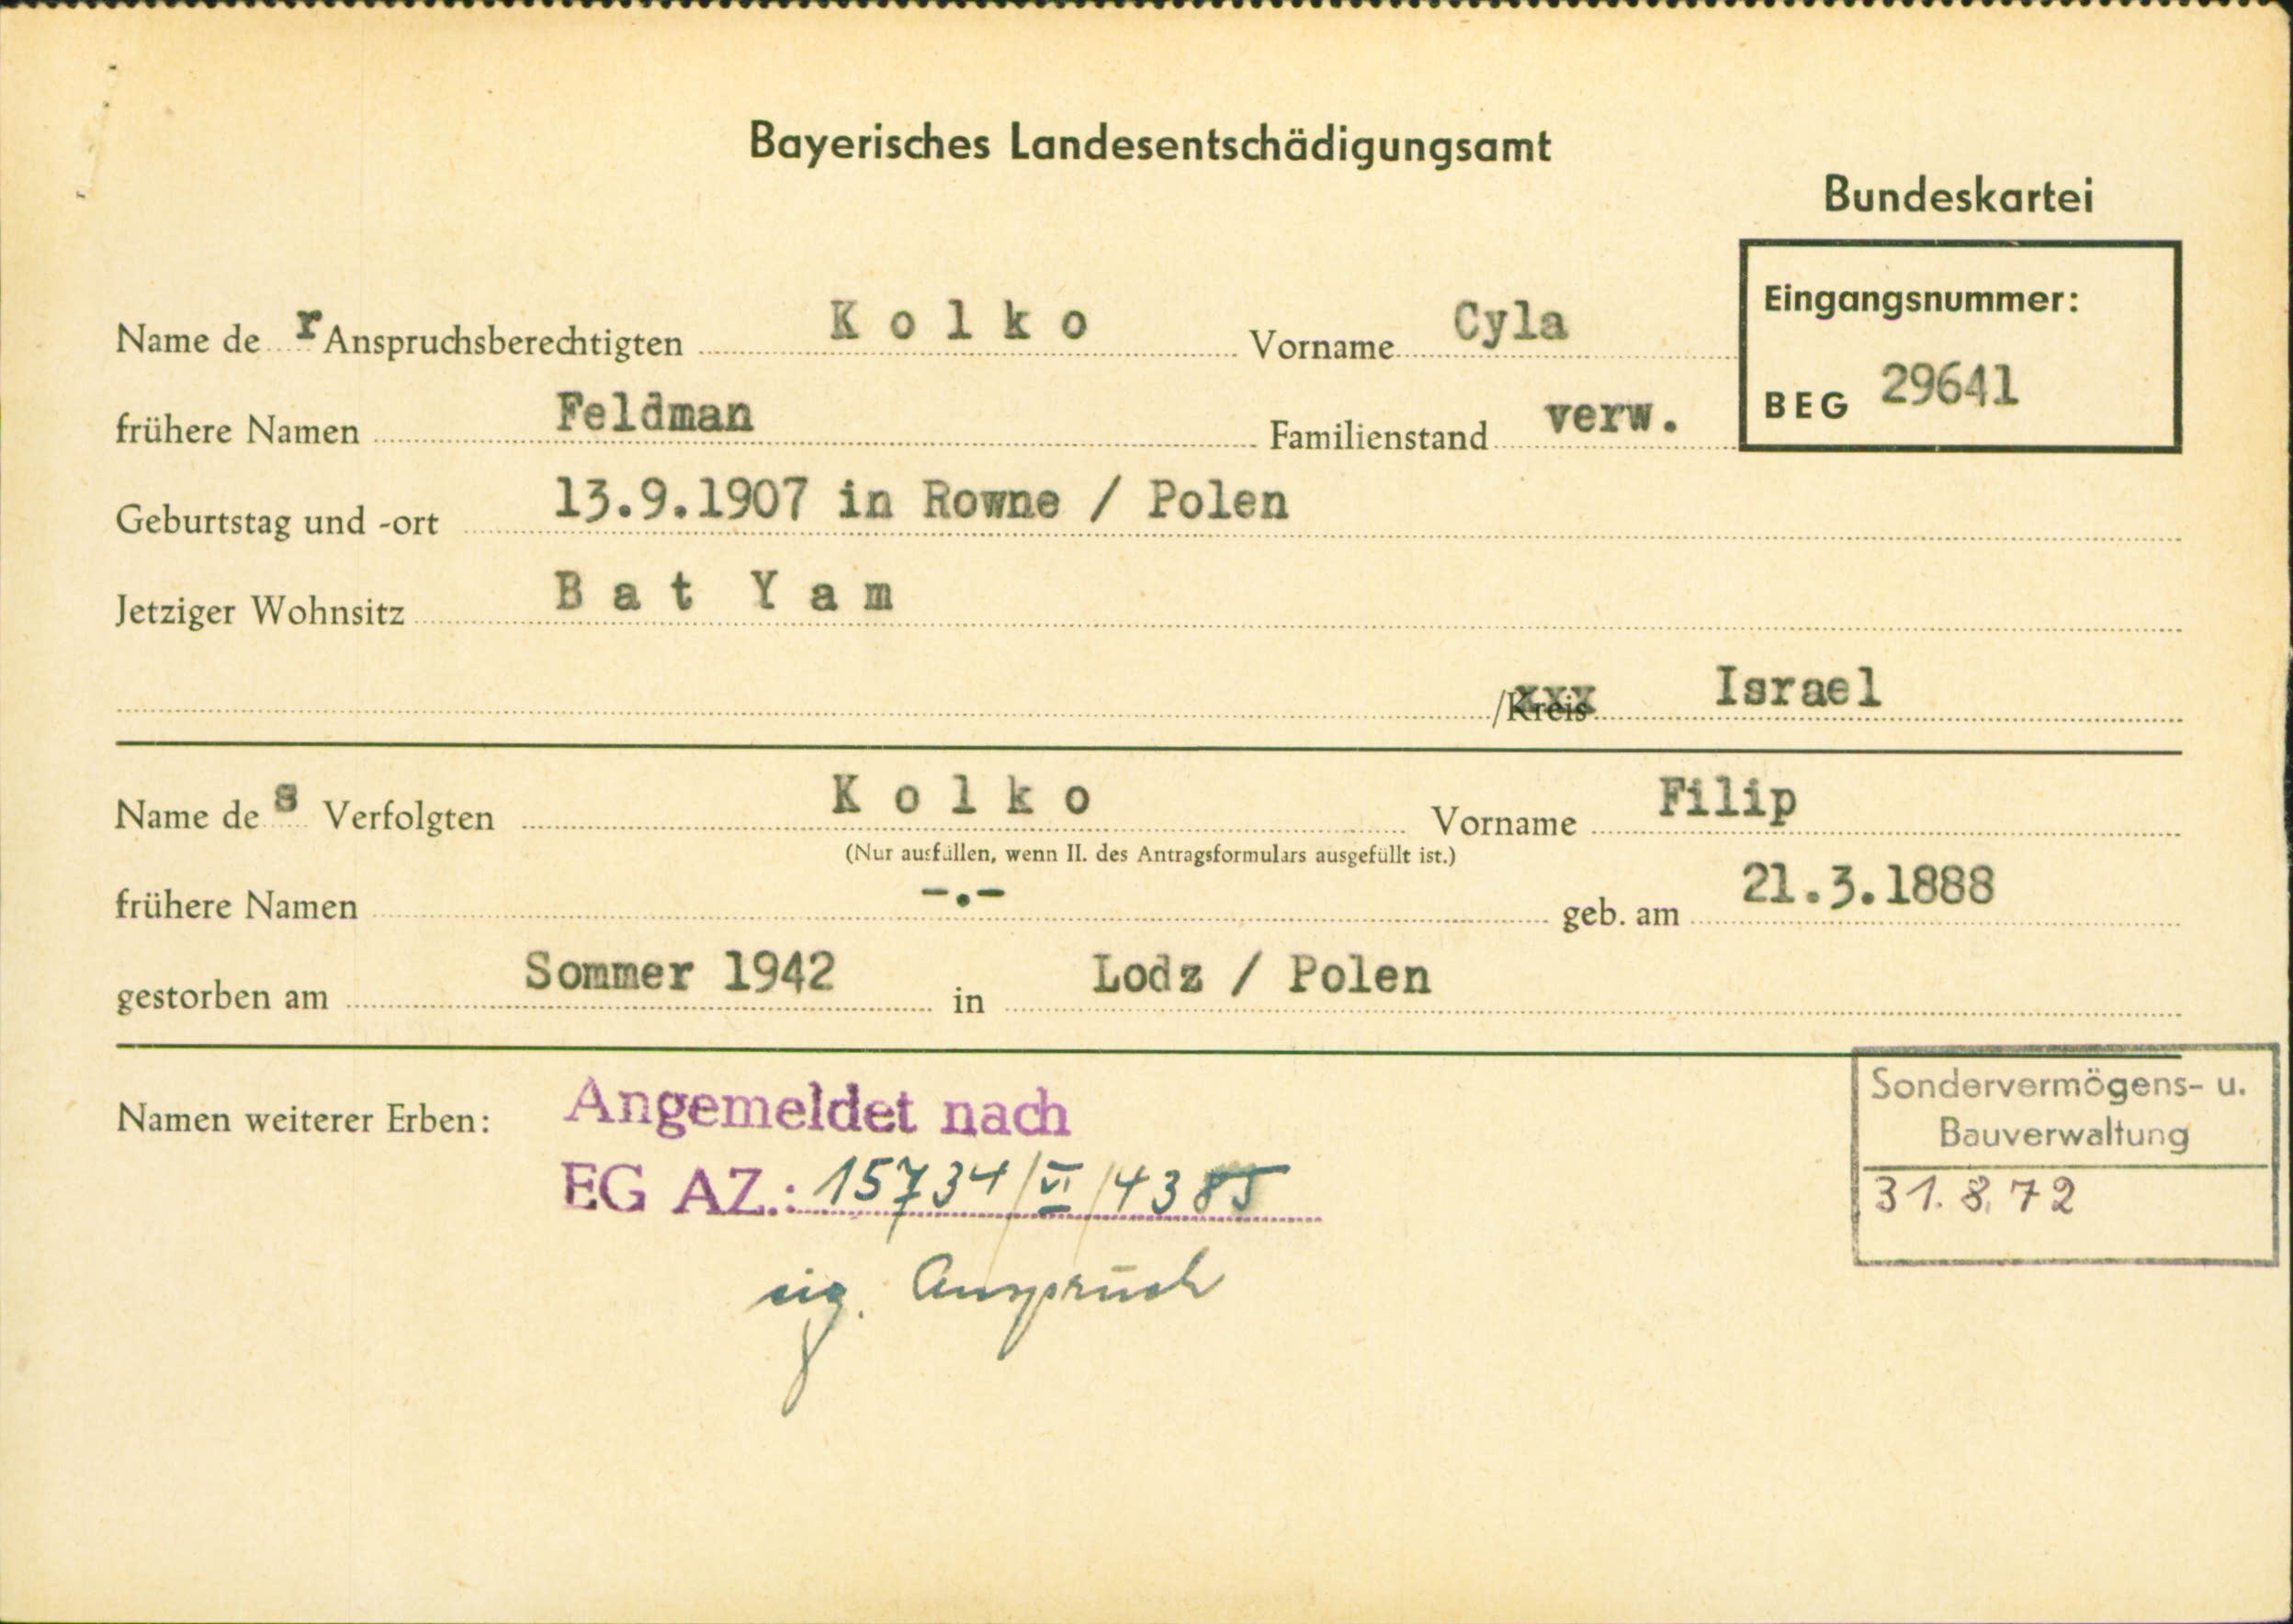 Bayerisches Landesentschädigungsamt
Bundeskartei
Eingangsnummer:
BEG 29641
Name de r Anspruchsberechtigten Kolko Vorname Cyla
frühere Namen Feldman Familienstand verw.
Geburtstag und -ort 13.9.1907 in Rowne / Polen
Jetziger Wohnsitz Bat Yam
/Kreis xxx Israel
Name de s Verfolgten Kolko Vorname Filip
(Nur ausfüllen, wenn II. des Antragsformulars ausgefüllt ist.)
frühere Namen -.- geb. am 21.3.1888
gestorben am Sommer 1942 in Lodz / Polen
Namen weiterer Erben: Angemeldet nach
EG AZ.: 15734/VI/4385
eig. Anspruch
Sondervermögens- u.
Bauverwaltung
31.8.72